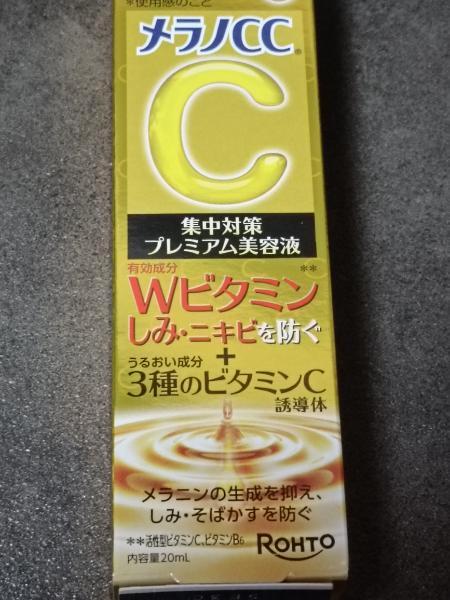 *使用感のこと
メラノCC®
C
集中対策
プレミアム美容液
有効成分
Wビタミン**
しみ・ニキビを防ぐ
+
うるおい成分
3種のビタミンC
誘導体
メラニンの生成を抑え、
しみ・そばかすを防ぐ
**活性型ビタミンC、ビタミンB6
内容量20mL
ROHTO